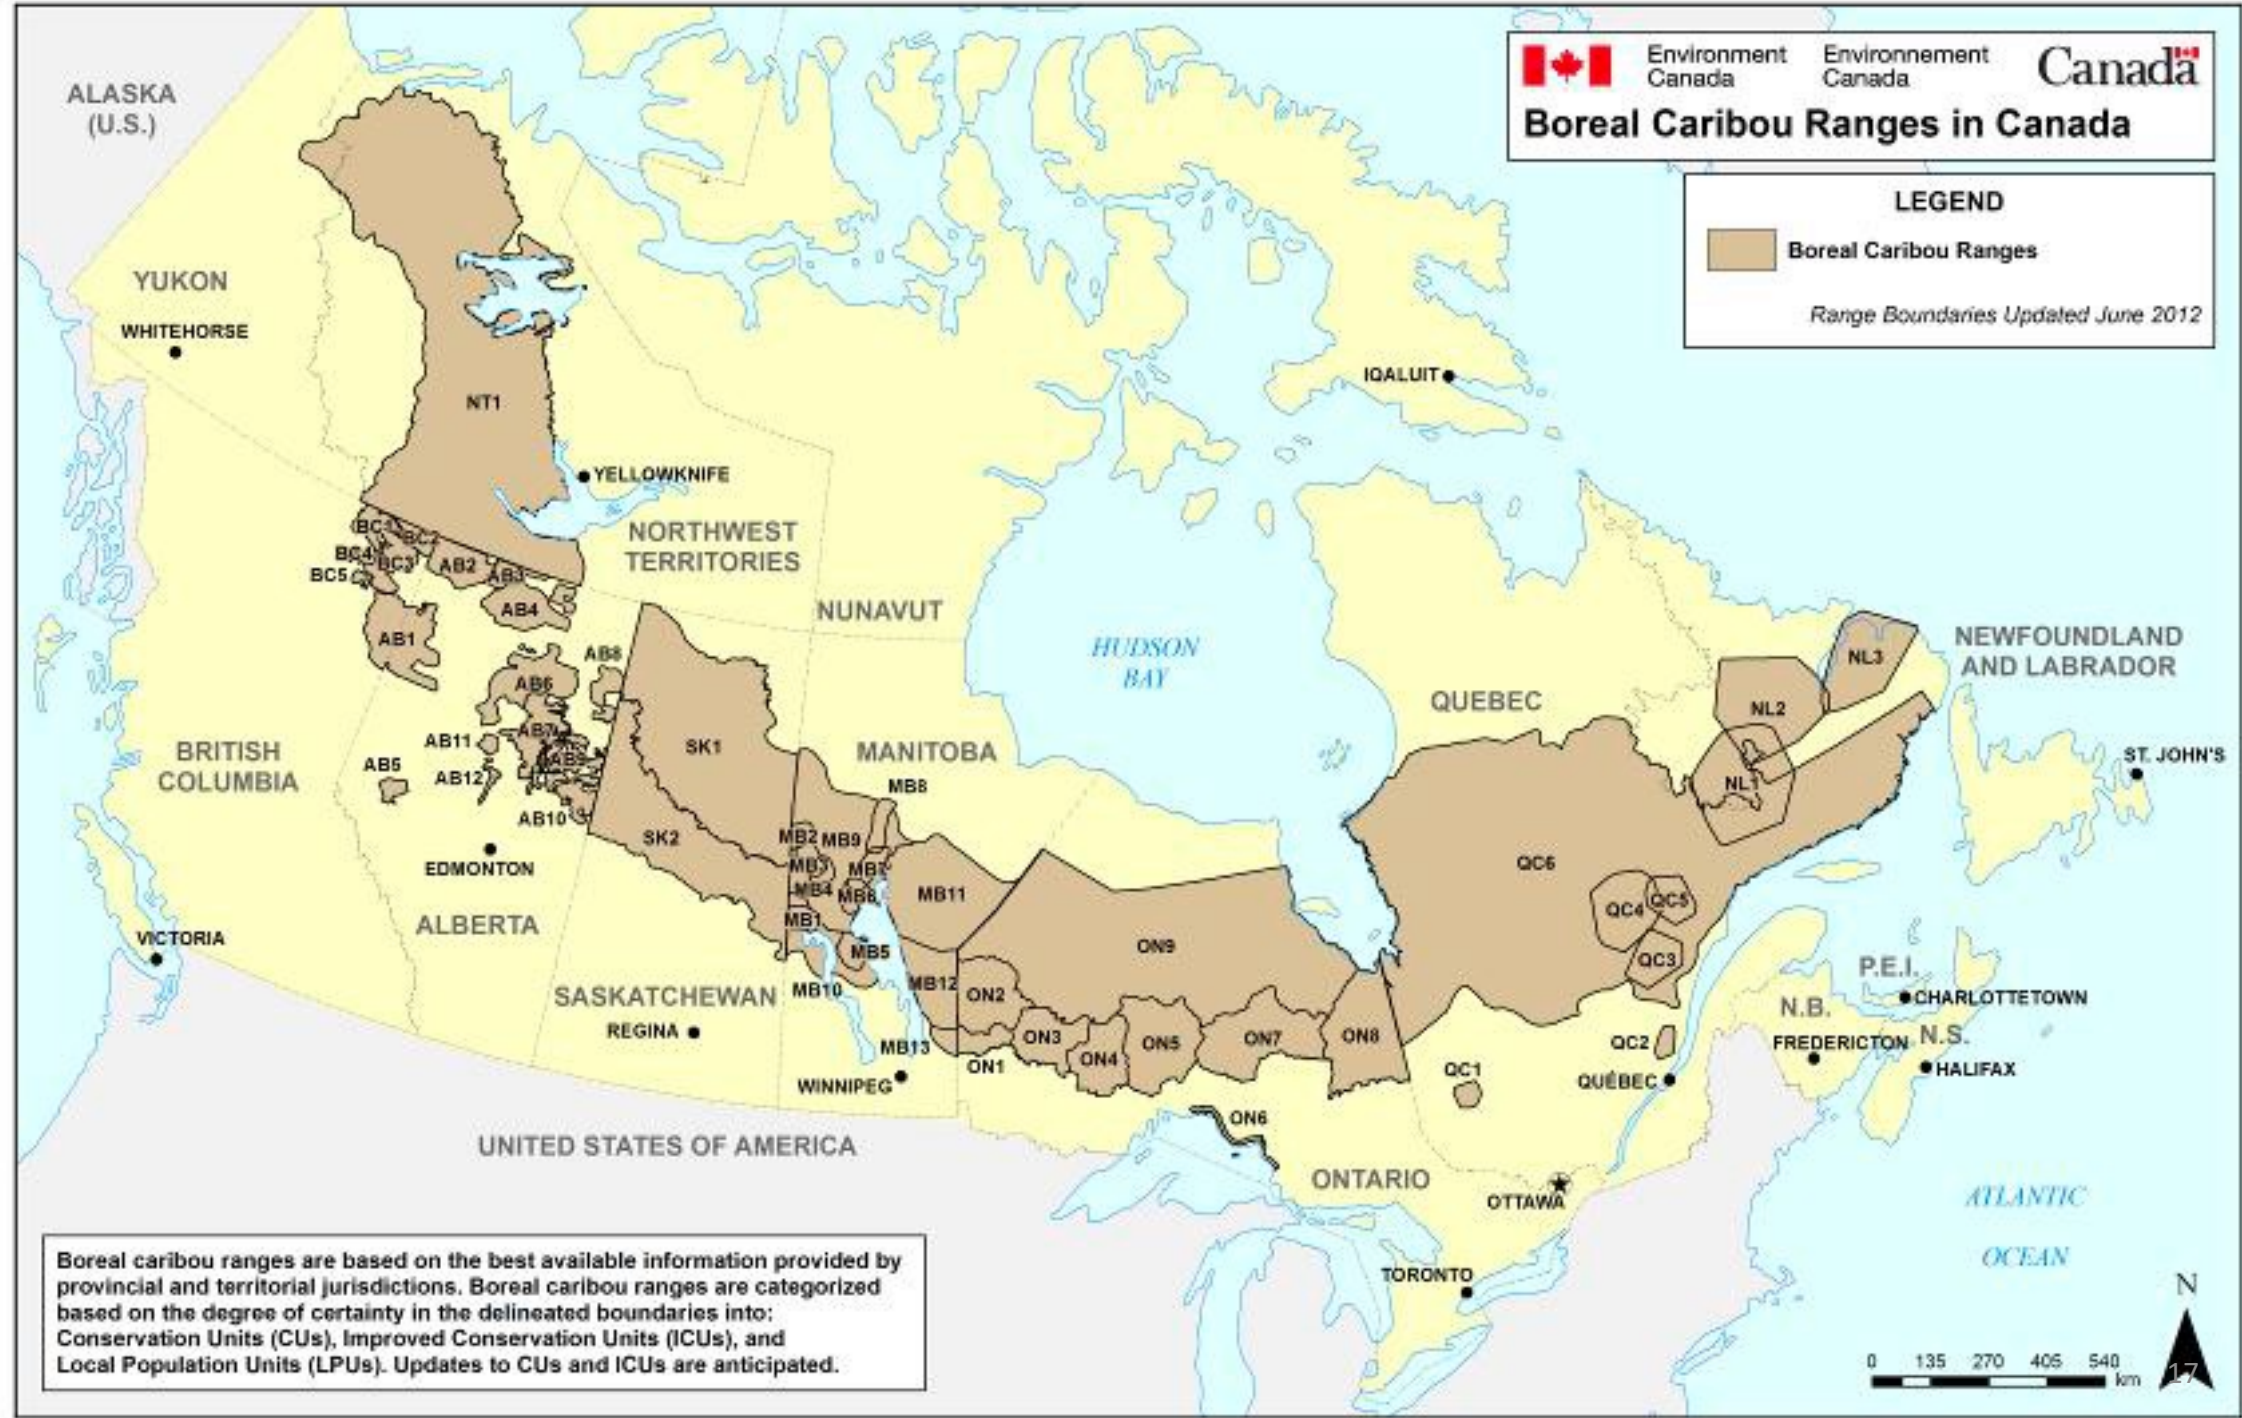 Environment
Canada
Environnement
Canada
Canada
Boreal Caribou Ranges in Canada
LEGEND
Boreal Caribou Ranges
Range Boundaries Updated June 2012
ALASKA
(U.S.)
YUKON
WHITEHORSE
NT1
IQALUIT
YELLOWKNIFE
NORTHWEST
TERRITORIES
NUNAVUT
BC1
BC2
BC4
BC3
BC5
AB2
AB3
AB4
AB1
AB8
AB6
AB7
AB11
AB9
AB5
AB12
AB10
BRITISH
COLUMBIA
EDMONTON
ALBERTA
VICTORIA
SK1
SK2
SASKATCHEWAN
REGINA
MANITOBA
MB8
MB2
MB9
MB3
MB7
MB4
MB6
MB11
MB1
MB5
MB12
MB10
MB13
WINNIPEG
HUDSON
BAY
ON9
ON2
ON3
ON4
ON5
ON7
ON8
ON1
ON6
ONTARIO
OTTAWA
TORONTO
QUEBEC
QC6
QC4
QC5
QC3
QC2
QC1
QUÉBEC
NL3
NL2
NL1
NEWFOUNDLAND
AND LABRADOR
ST. JOHN'S
P.E.I.
CHARLOTTETOWN
N.B.
N.S.
FREDERICTON
HALIFAX
UNITED STATES OF AMERICA
ATLANTIC
OCEAN
Boreal caribou ranges are based on the best available information provided by
provincial and territorial jurisdictions. Boreal caribou ranges are categorized
based on the degree of certainty in the delineated boundaries into:
Conservation Units (CUs), Improved Conservation Units (ICUs), and
Local Population Units (LPUs). Updates to CUs and ICUs are anticipated.
N
0 135 270 405 540
km
17